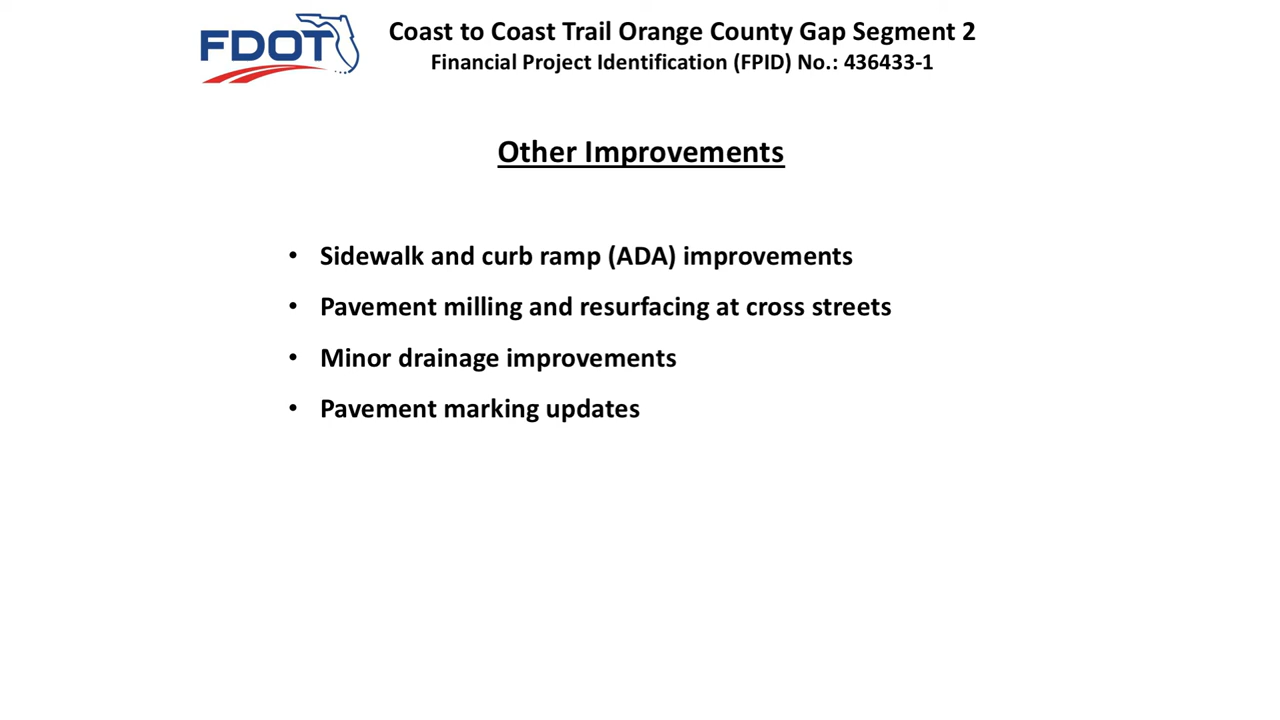 FDOT
Coast to Coast Trail Orange County Gap Segment 2
Financial Project Identification (FPID) No.: 436433-1
Other Improvements
• Sidewalk and curb ramp (ADA) improvements
• Pavement milling and resurfacing at cross streets
• Minor drainage improvements
• Pavement marking updates